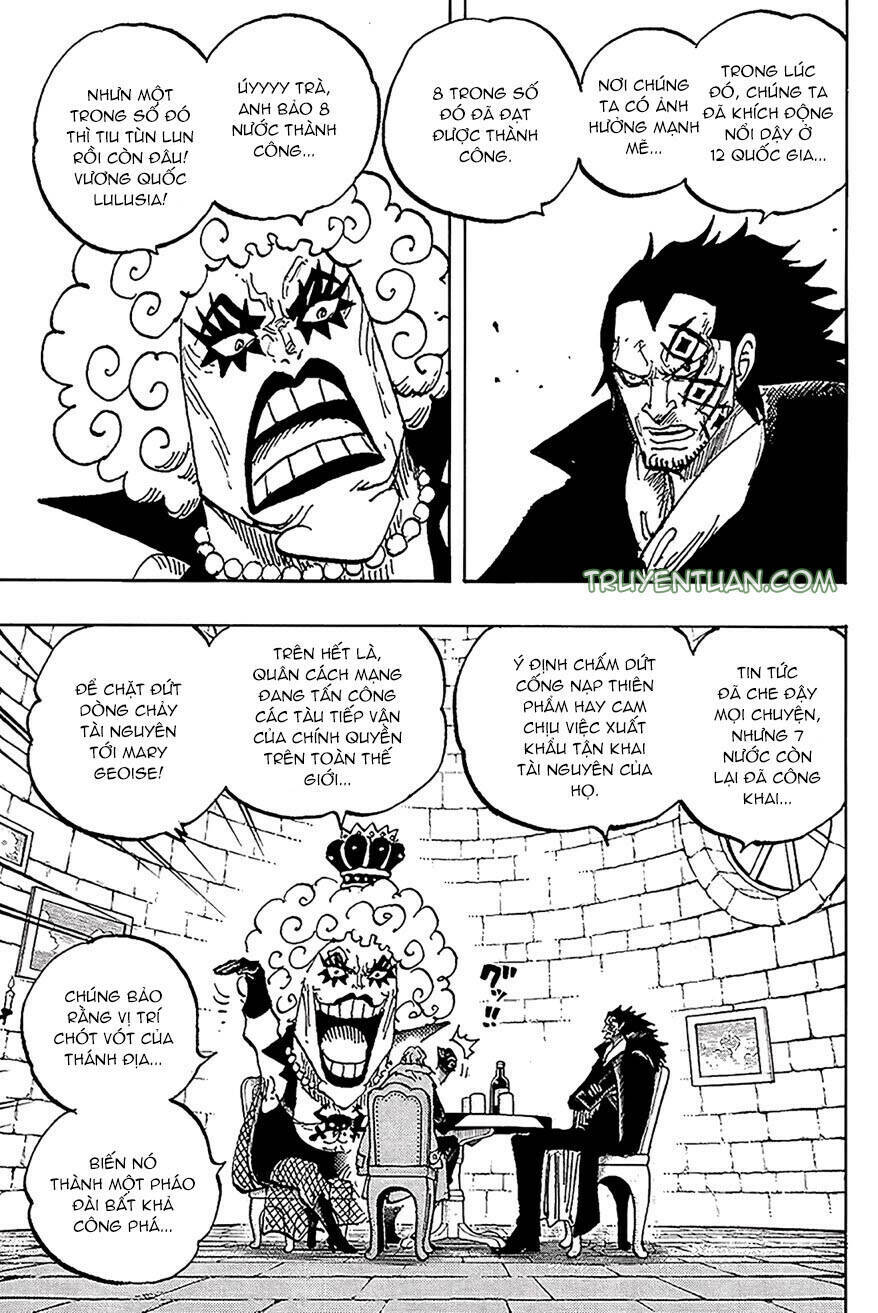 TRONG LÚC
ĐÓ, CHÚNG TA
ĐÃ KHÍCH ĐỘNG
NỔI DẬY Ở
12 QUỐC GIA...
NƠI CHÚNG
TA CÓ ẢNH
HƯỞNG MẠNH
MẼ...
8 TRONG SỐ
ĐÓ ĐÃ ĐẠT
ĐƯỢC THÀNH
CÔNG.
ÚYYYY TRÀ,
ANH BẢO 8
NƯỚC THÀNH
CÔNG...
NHƯN MỘT
TRONG SỐ ĐÓ
THÌ TIU TÙN LUN
RỒI CÒN ĐÂU!
VƯƠNG QUỐC
LULUSIA!
TRUYENTUAN.COM
TIN TỨC
ĐÃ CHE ĐẬY
MỌI CHUYỆN,
NHƯNG 7
NƯỚC CÒN
LẠI ĐÃ CÔNG
KHAI...
Ý ĐỊNH CHẤM DỨT
CỐNG NẠP THIÊN
PHẨM HAY CAM
CHỊU VIỆC XUẤT
KHẨU TẬN KHAI
TÀI NGUYÊN CỦA
HỌ.
TRÊN HẾT LÀ,
QUÂN CÁCH MẠNG
ĐANG TẤN CÔNG
CÁC TÀU TIẾP VẬN
CỦA CHÍNH QUYỀN
TRÊN TOÀN THẾ
GIỚI...
ĐỂ CHẶT ĐỨT
DÒNG CHẢY
TÀI NGUYÊN
TỚI MARY
GEOISE!
グッ!!
CHÚNG BẢO
RẰNG VỊ TRÍ
CHÓT VÓT CỦA
THÁNH ĐỊA...
BIẾN NÓ
THÀNH MỘT PHÁO
ĐÀI BẤT KHẢ
CÔNG PHÁ...